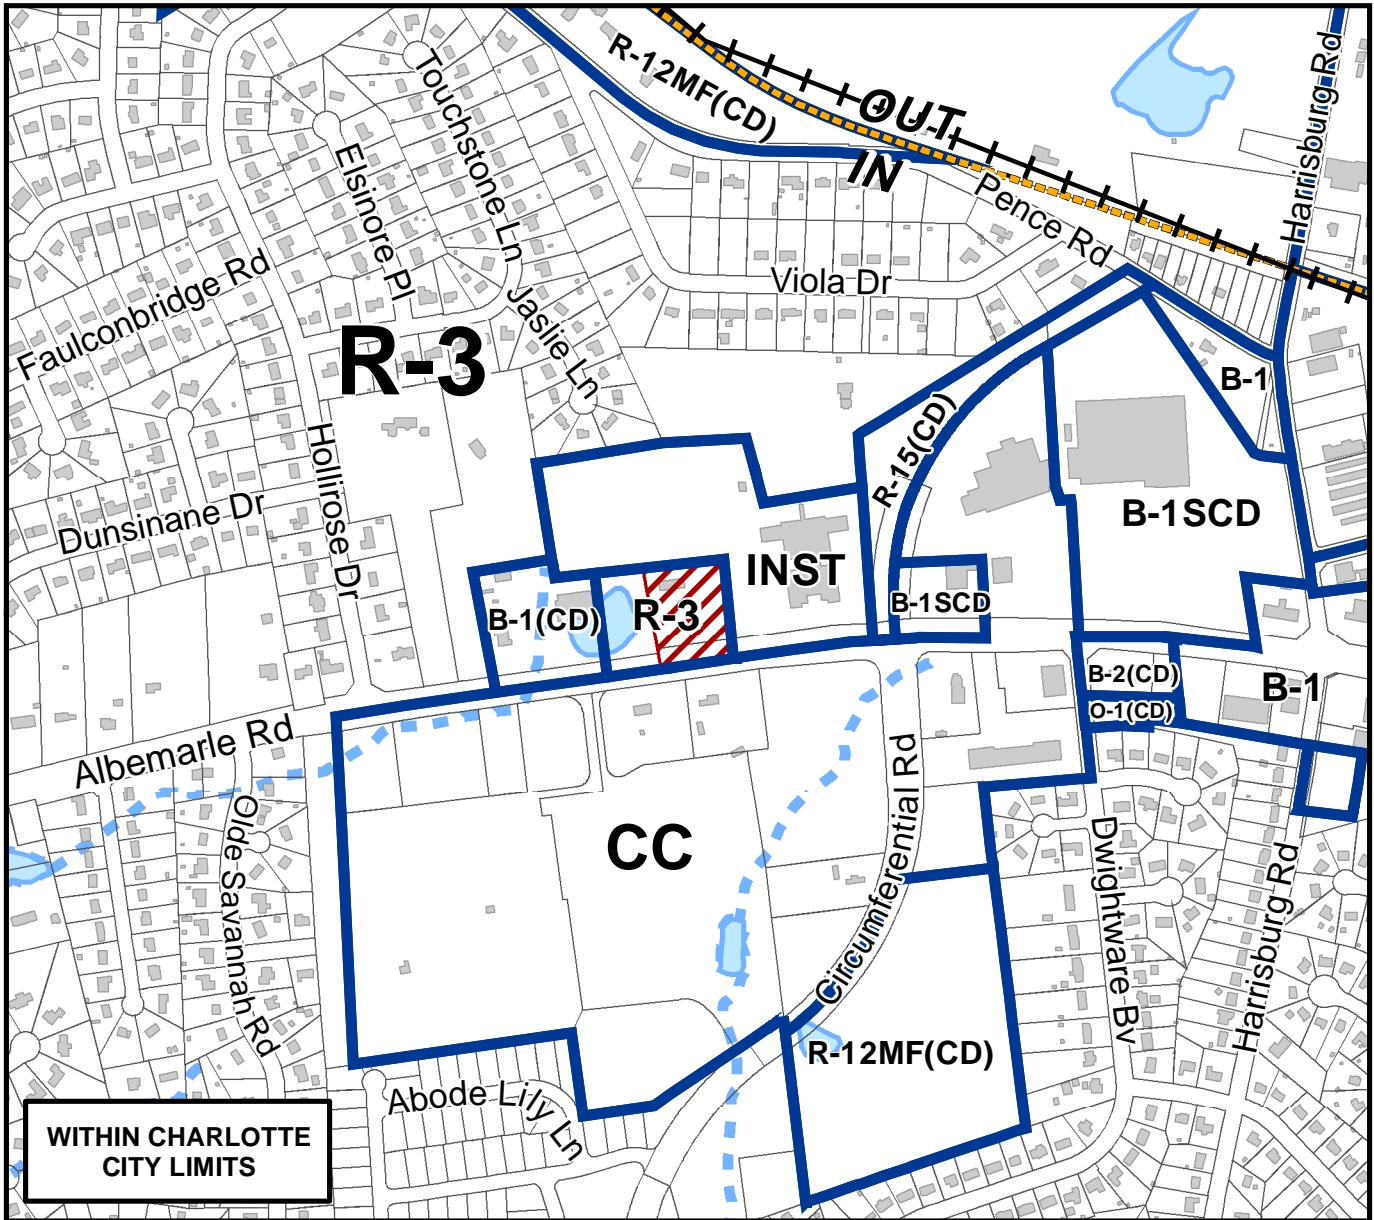 R-12MF(CD)
OUT
IN
Harrisburg Rd
Touchstone Ln
Elsinore Pl
Pence Rd
Viola Dr
Faulconbridge Rd
Jaslie Ln
R-3
B-1
R-15(CD)
Hollirose Dr
Dunsinane Dr
B-1SCD
INST
B-1(CD)
R-3
B-1SCD
B-2(CD)
O-1(CD)
B-1
Albemarle Rd
Circumferential Rd
Olde Savannah Rd
CC
Dwightware Bv
Harrisburg Rd
R-12MF(CD)
Abode Lily Ln
WITHIN CHARLOTTE
CITY LIMITS